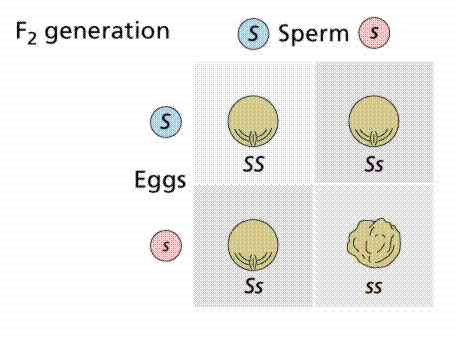 F₂ generation
S Sperm s
S
SS Ss
Eggs
s
Ss ss